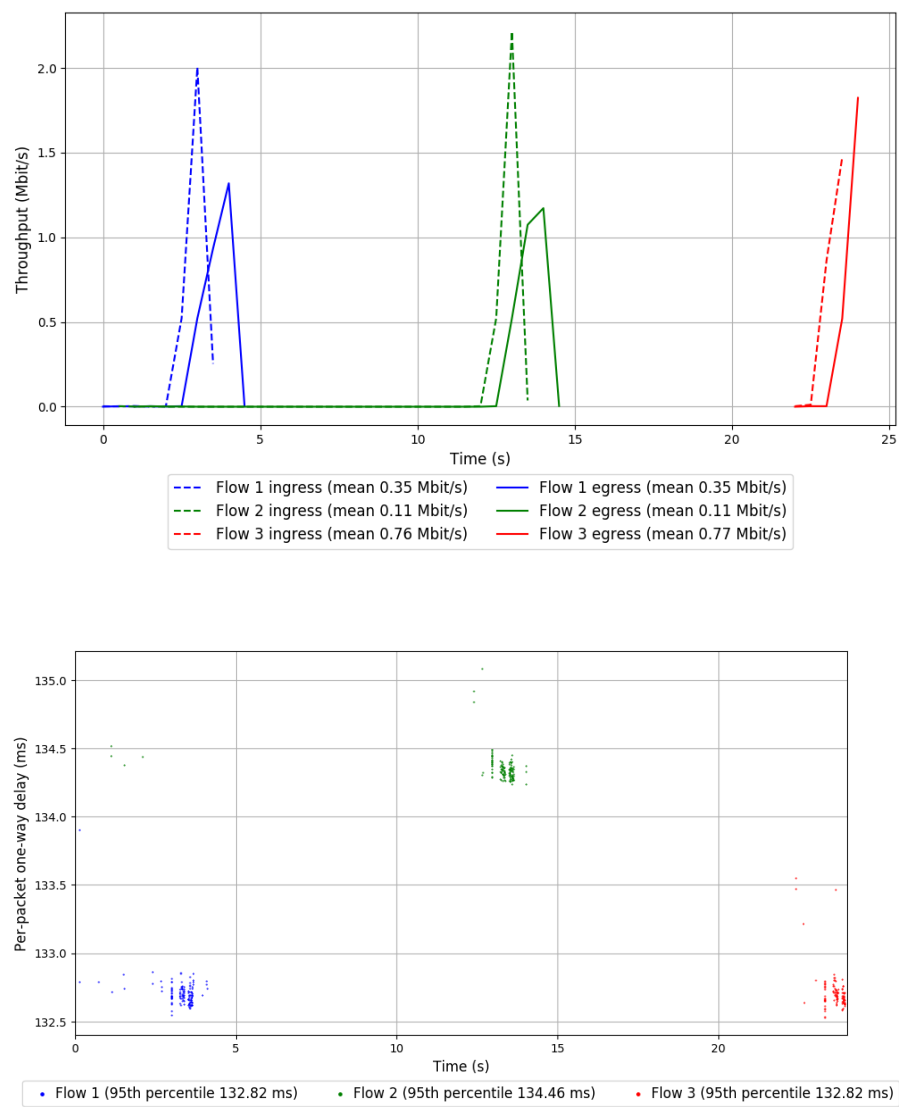 2.0
1.5
1.0
0.5
0.0
Throughput (Mbit/s)
0 5 10 15 20 25
Time (s)
Flow 1 ingress (mean 0.35 Mbit/s) Flow 1 egress (mean 0.35 Mbit/s)
Flow 2 ingress (mean 0.11 Mbit/s) Flow 2 egress (mean 0.11 Mbit/s)
Flow 3 ingress (mean 0.76 Mbit/s) Flow 3 egress (mean 0.77 Mbit/s)
135.0
134.5
134.0
133.5
133.0
132.5
Per-packet one-way delay (ms)
0 5 10 15 20
Time (s)
Flow 1 (95th percentile 132.82 ms) Flow 2 (95th percentile 134.46 ms) Flow 3 (95th percentile 132.82 ms)